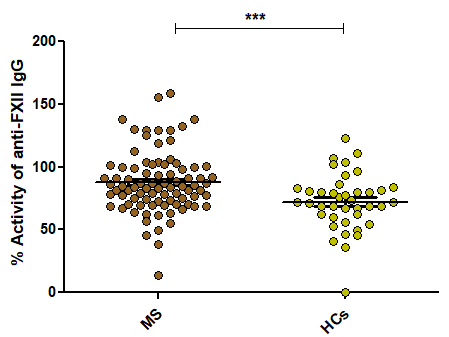 ***
% Activity of anti-FXII IgG
200
150
100
50
0
MS
HCs